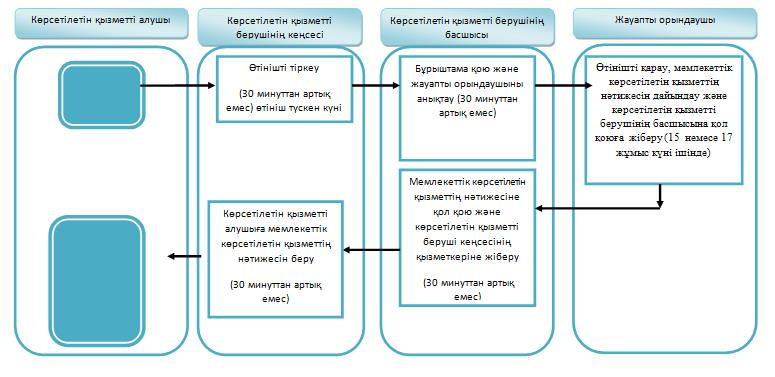 Көрсетілетін қызметті алушы
Көрсетілетін қызметті
берушінің кеңсесі
Көрсетілетін қызметті берушінің
басшысы
Жауапты орындаушы
Өтінішті тіркеу
(30 минуттан артық
емес) өтініш түскен күні
Бұрыштама қою және
жауапты орындаушыны
анықтау (30 минуттан
артық емес)
Өтінішті қарау, мемлекеттік
көрсетілетін қызметтің
нәтижесін дайындау және
көрсетілетін қызметті
берушінің басшысына қол
қоюға жіберу (15 немесе 17
жұмыс күні ішінде)
Мемлекеттік көрсетілетін
қызметтің нәтижесіне
қол қою және
көрсетілетін қызметті
беруші кеңсесінің
қызметкеріне жіберу
(30 минуттан артық
емес)
Көрсетілетін қызметті
алушыға мемлекеттік
көрсетілетін қызметтің
нәтижесін беру
(30 минуттан артық
емес)